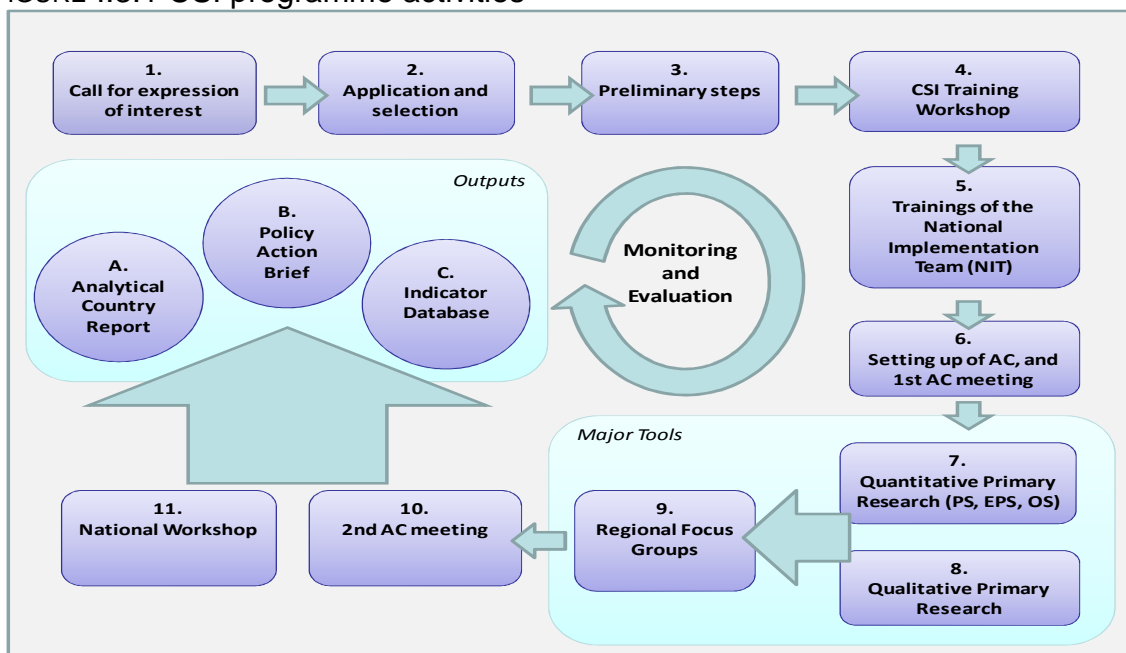 CSI programme activities
1.
Call for expression
of interest
2.
Application and
selection
3.
Preliminary steps
4.
CSI Training
Workshop
5.
Trainings of the
National
Implementation
Team (NIT)
6.
Setting up of AC, and
1st AC meeting
Outputs
A.
Analytical
Country
Report
B.
Policy
Action
Brief
C.
Indicator
Database
Monitoring
and
Evaluation
Major Tools
7.
Quantitative Primary
Research (PS, EPS, OS)
8.
Qualitative Primary
Research
9.
Regional Focus
Groups
10.
2nd AC meeting
11.
National Workshop